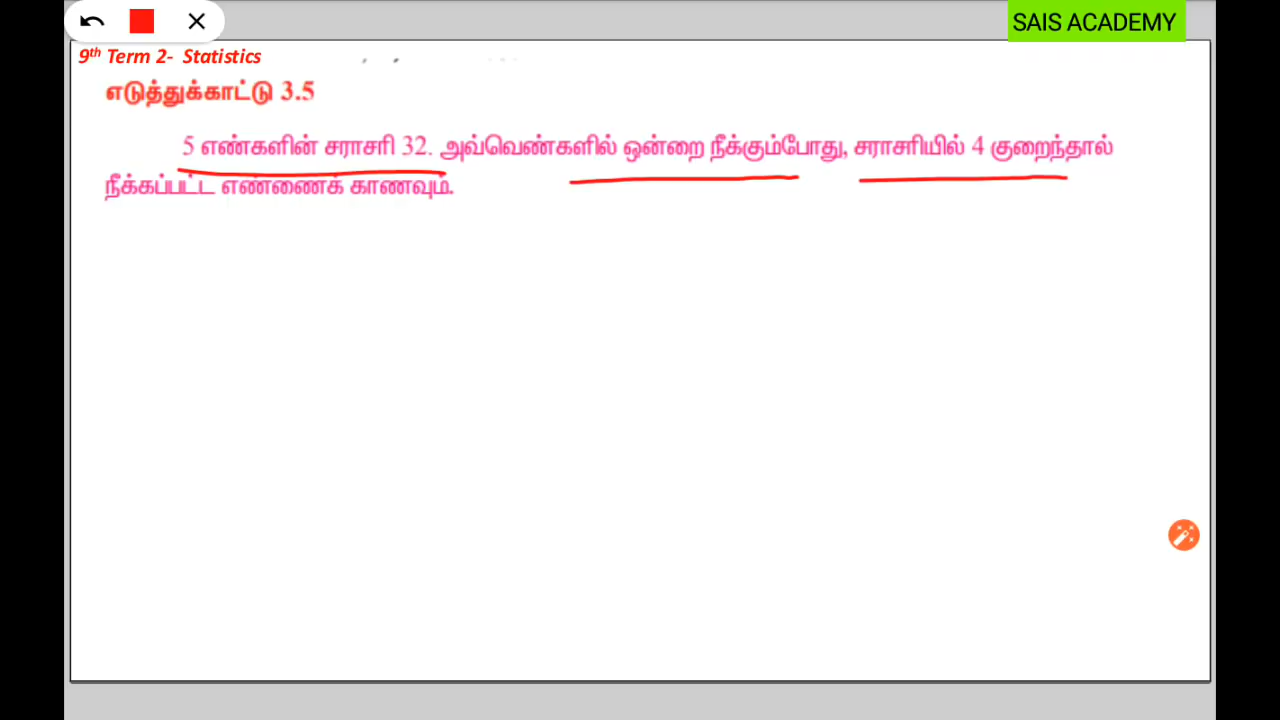 SAIS ACADEMY
9th Term 2- Statistics
எடுத்துக்காட்டு 3.5
5 எண்களின் சராசரி 32. அவ்வெண்களில் ஒன்றை நீக்கும்போது, சராசரியில் 4 குறைந்தால்
நீக்கப்பட்ட எண்ணைக் காணவும்.